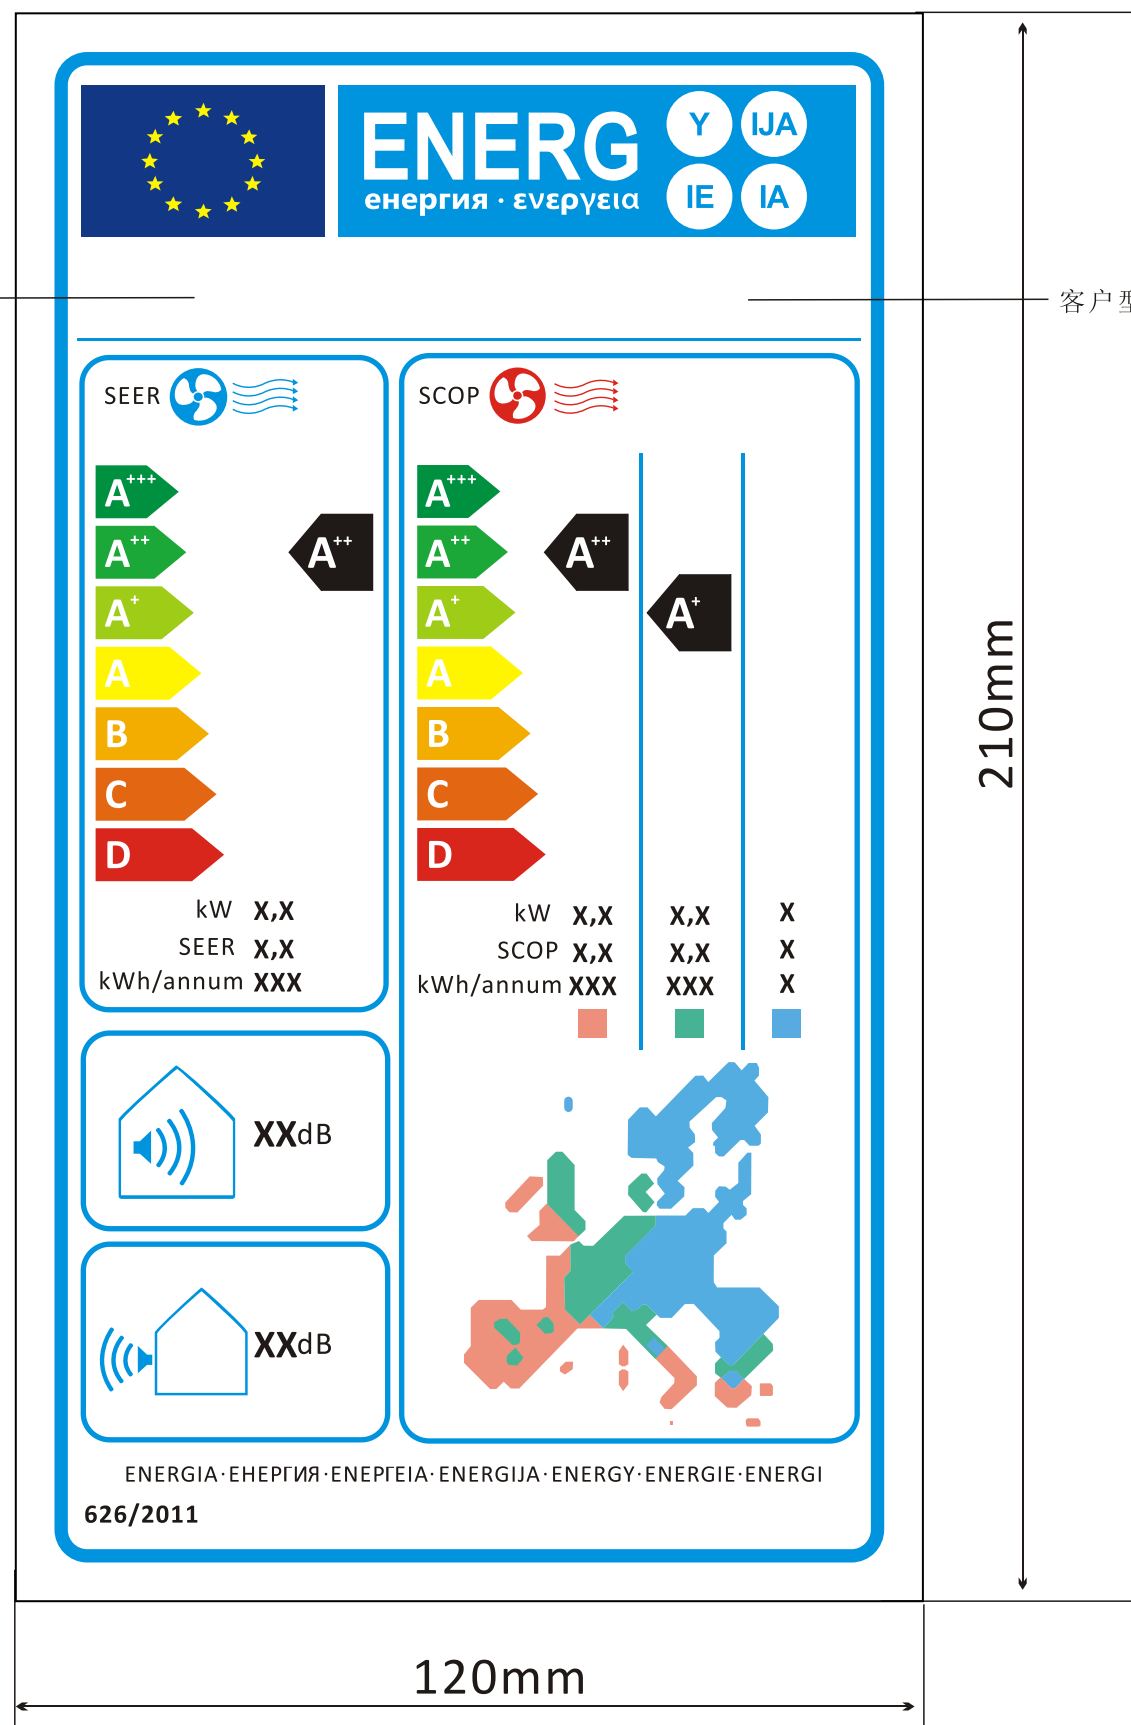 ENERG Y IJA
енергия · ενεργεια IE IA
客户型
SEER
SCOP
A+++
A++
A+
A
B
C
D
A++
A+++
A++
A+
A
B
C
D
A++
A+
kW X,X
SEER X,X
kWh/annum XXX
kW X,X X,X X
SCOP X,X X,X X
kWh/annum XXX XXX X
XXdB
XXdB
ENERGIA·ЕНЕРГИЯ·ΕΝΕΡΓΕΙΑ·ENERGIJA·ENERGY·ENERGIE·ENERGI
626/2011
210mm
120mm